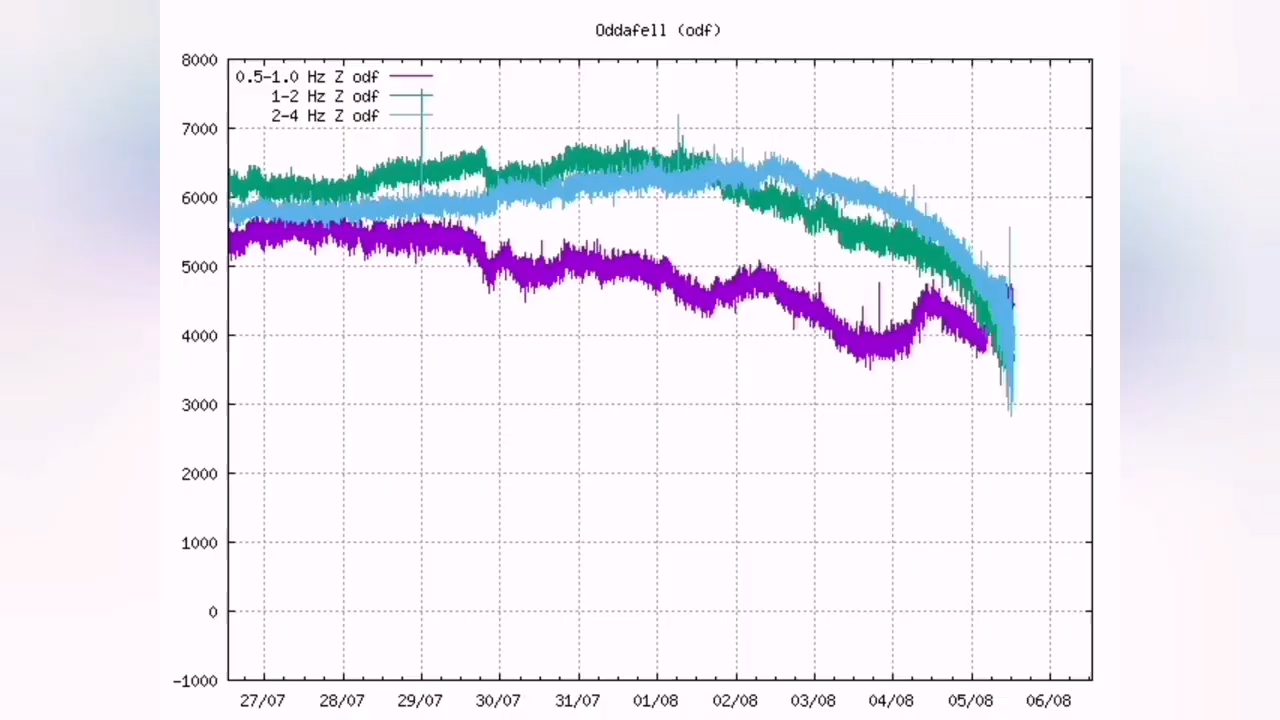 Oddafell (odf)
8000
0.5-1.0 Hz Z odf
1-2 Hz Z odf
2-4 Hz Z odf
7000
6000
5000
4000
3000
2000
1000
0
-1000
27/07 28/07 29/07 30/07 31/07 01/08 02/08 03/08 04/08 05/08 06/08